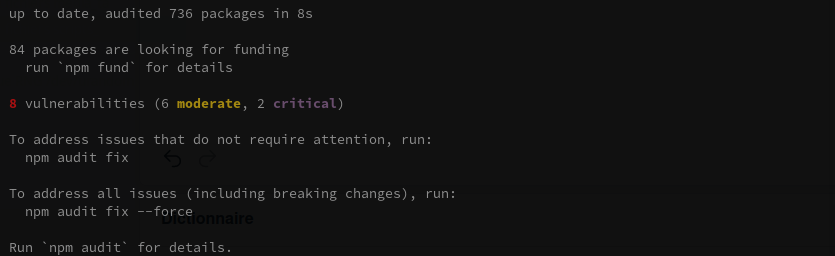 up to date, audited 736 packages in 8s
84 packages are looking for funding
run `npm fund` for details
8 vulnerabilities (6 moderate, 2 critical)
To address issues that do not require attention, run:
npm audit fix
To address all issues (including breaking changes), run:
npm audit fix --force
Dictionnaire
Run `npm audit` for details.